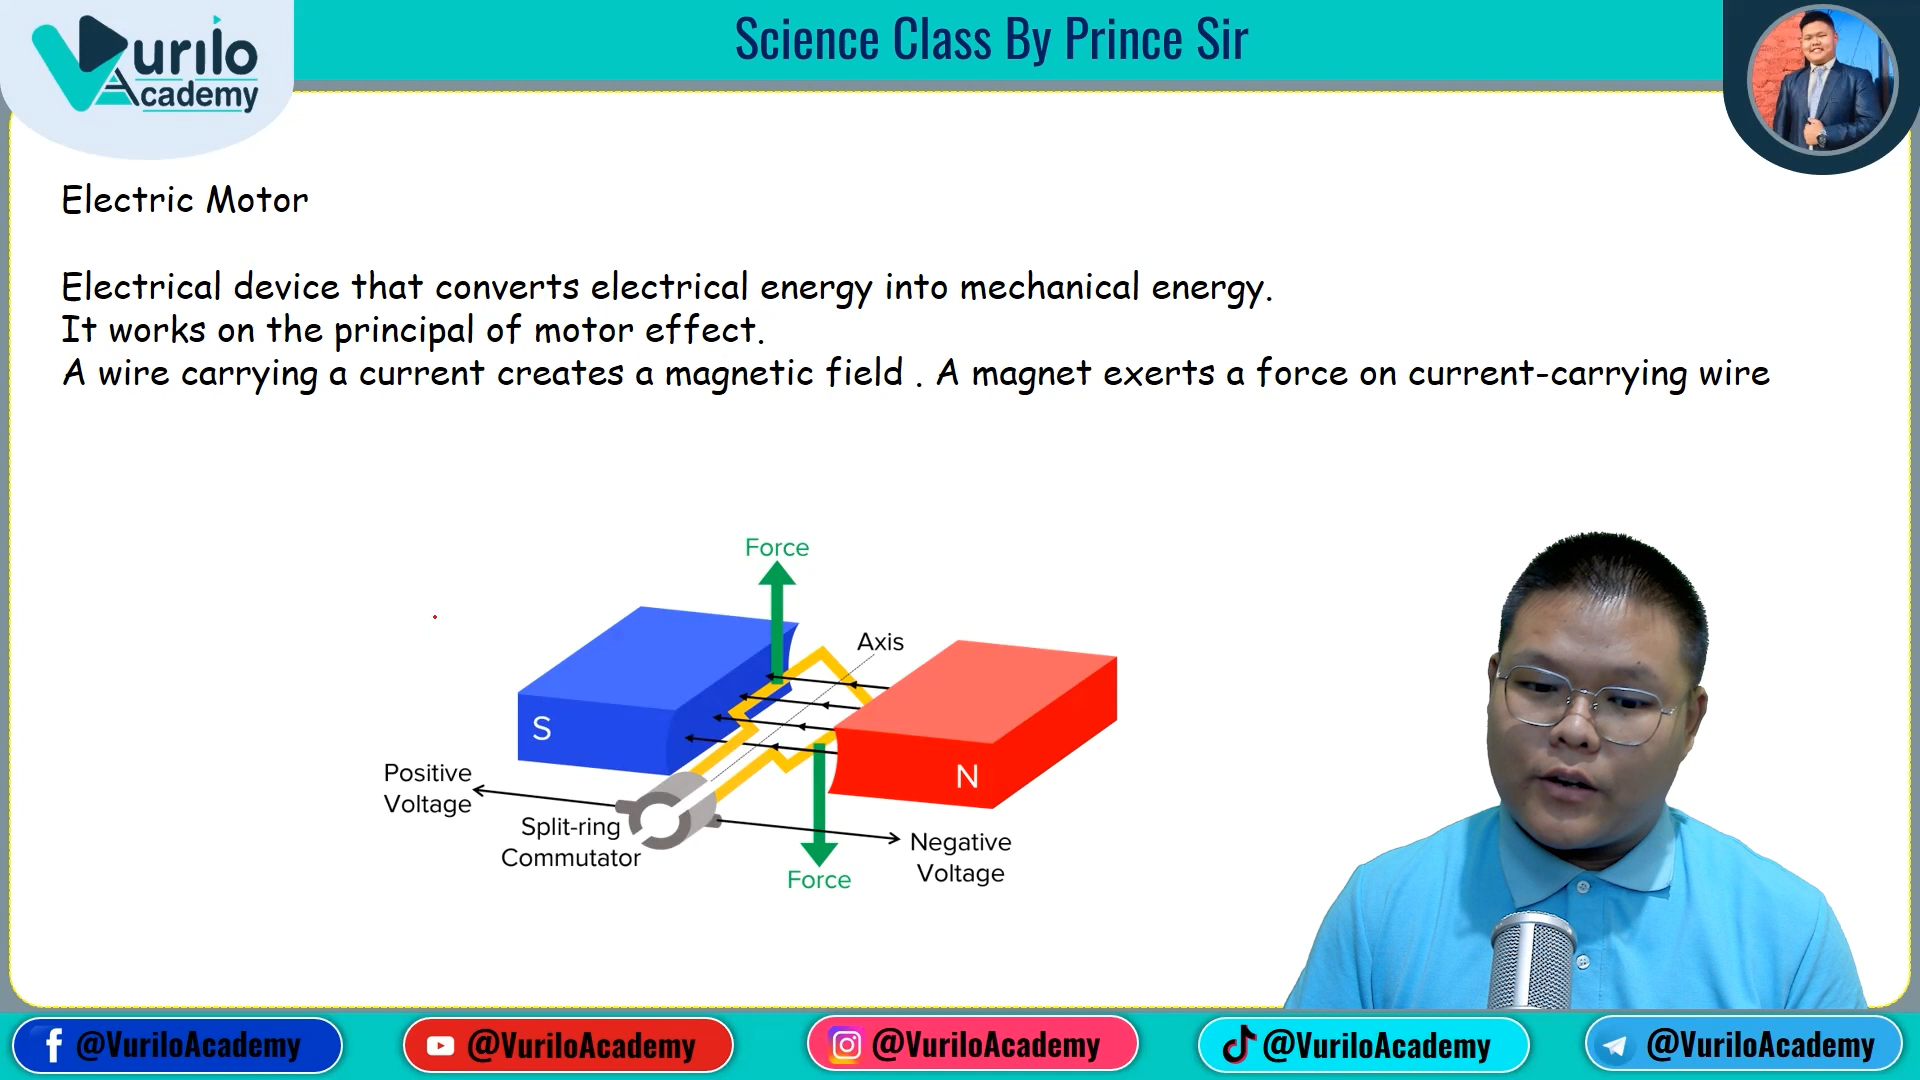 Vurilo
Academy
Science Class By Prince Sir
Electric Motor
Electrical device that converts electrical energy into mechanical energy.
It works on the principal of motor effect.
A wire carrying a current creates a magnetic field . A magnet exerts a force on current-carrying wire
Force
Axis
S
N
Positive
Voltage
Split-ring
Commutator
Negative
Voltage
Force
@VuriloAcademy
@VuriloAcademy
@VuriloAcademy
@VuriloAcademy
@VuriloAcademy